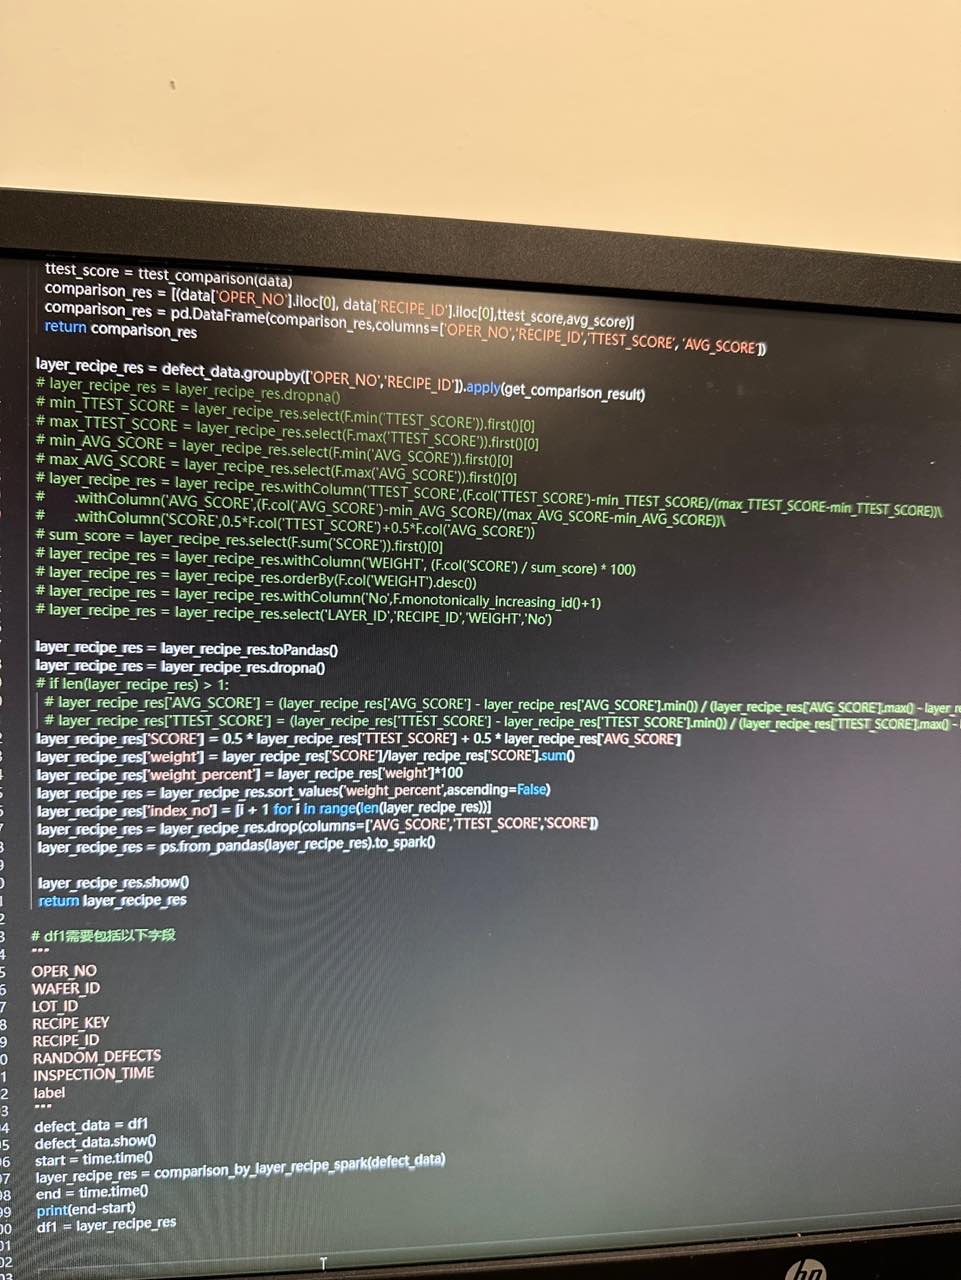 ttest_score = ttest_comparison(data)
comparison_res = [(data['OPER_NO'].iloc[0], data['RECIPE_ID'].iloc[0],ttest_score,avg_score)]
comparison_res = pd.DataFrame(comparison_res,columns=['OPER_NO','RECIPE_ID','TTEST_SCORE', 'AVG_SCORE'])
return comparison_res
layer_recipe_res = defect_data.groupby(['OPER_NO','RECIPE_ID']).apply(get_comparison_result)
# layer_recipe_res = layer_recipe_res.dropna()
# min_TTEST_SCORE = layer_recipe_res.select(F.min('TTEST_SCORE')).first()[0]
# max_TTEST_SCORE = layer_recipe_res.select(F.max('TTEST_SCORE')).first()[0]
# min_AVG_SCORE = layer_recipe_res.select(F.min('AVG_SCORE')).first()[0]
# max_AVG_SCORE = layer_recipe_res.select(F.max('AVG_SCORE')).first()[0]
# layer_recipe_res = layer_recipe_res.withColumn('TTEST_SCORE',(F.col('TTEST_SCORE')-min_TTEST_SCORE)/(max_TTEST_SCORE-min_TTEST_SCORE))\
# .withColumn('AVG_SCORE',(F.col('AVG_SCORE')-min_AVG_SCORE)/(max_AVG_SCORE-min_AVG_SCORE))\
# .withColumn('SCORE',0.5*F.col('TTEST_SCORE')+0.5*F.col('AVG_SCORE'))
# sum_score = layer_recipe_res.select(F.sum('SCORE')).first()[0]
# layer_recipe_res = layer_recipe_res.withColumn('WEIGHT', (F.col('SCORE') / sum_score) * 100)
# layer_recipe_res = layer_recipe_res.orderBy(F.col('WEIGHT').desc())
# layer_recipe_res = layer_recipe_res.withColumn('No',F.monotonically_increasing_id()+1)
# layer_recipe_res = layer_recipe_res.select('LAYER_ID','RECIPE_ID','WEIGHT','No')
layer_recipe_res = layer_recipe_res.toPandas()
layer_recipe_res = layer_recipe_res.dropna()
# if len(layer_recipe_res) > 1:
# layer_recipe_res['AVG_SCORE'] = (layer_recipe_res['AVG_SCORE'] - layer_recipe_res['AVG_SCORE'].min()) / (layer_recipe_res['AVG_SCORE'].max() - layer_r
# layer_recipe_res['TTEST_SCORE'] = (layer_recipe_res['TTEST_SCORE'] - layer_recipe_res['TTEST_SCORE'].min()) / (layer_recipe_res['TTEST_SCORE'].max() -
layer_recipe_res['SCORE'] = 0.5 * layer_recipe_res['TTEST_SCORE'] + 0.5 * layer_recipe_res['AVG_SCORE']
layer_recipe_res['weight'] = layer_recipe_res['SCORE']/layer_recipe_res['SCORE'].sum()
layer_recipe_res['weight_percent'] = layer_recipe_res['weight']*100
layer_recipe_res = layer_recipe_res.sort_values('weight_percent',ascending=False)
layer_recipe_res['index_no'] = [i + 1 for i in range(len(layer_recipe_res))]
layer_recipe_res = layer_recipe_res.drop(columns=['AVG_SCORE','TTEST_SCORE','SCORE'])
layer_recipe_res = ps.from_pandas(layer_recipe_res).to_spark()
layer_recipe_res.show()
return layer_recipe_res
# df1需要包括以下字段
"""
OPER_NO
WAFER_ID
LOT_ID
RECIPE_KEY
RECIPE_ID
RANDOM_DEFECTS
INSPECTION_TIME
label
"""
defect_data = df1
defect_data.show()
start = time.time()
layer_recipe_res = comparison_by_layer_recipe_spark(defect_data)
end = time.time()
print(end-start)
df1 = layer_recipe_res
hp